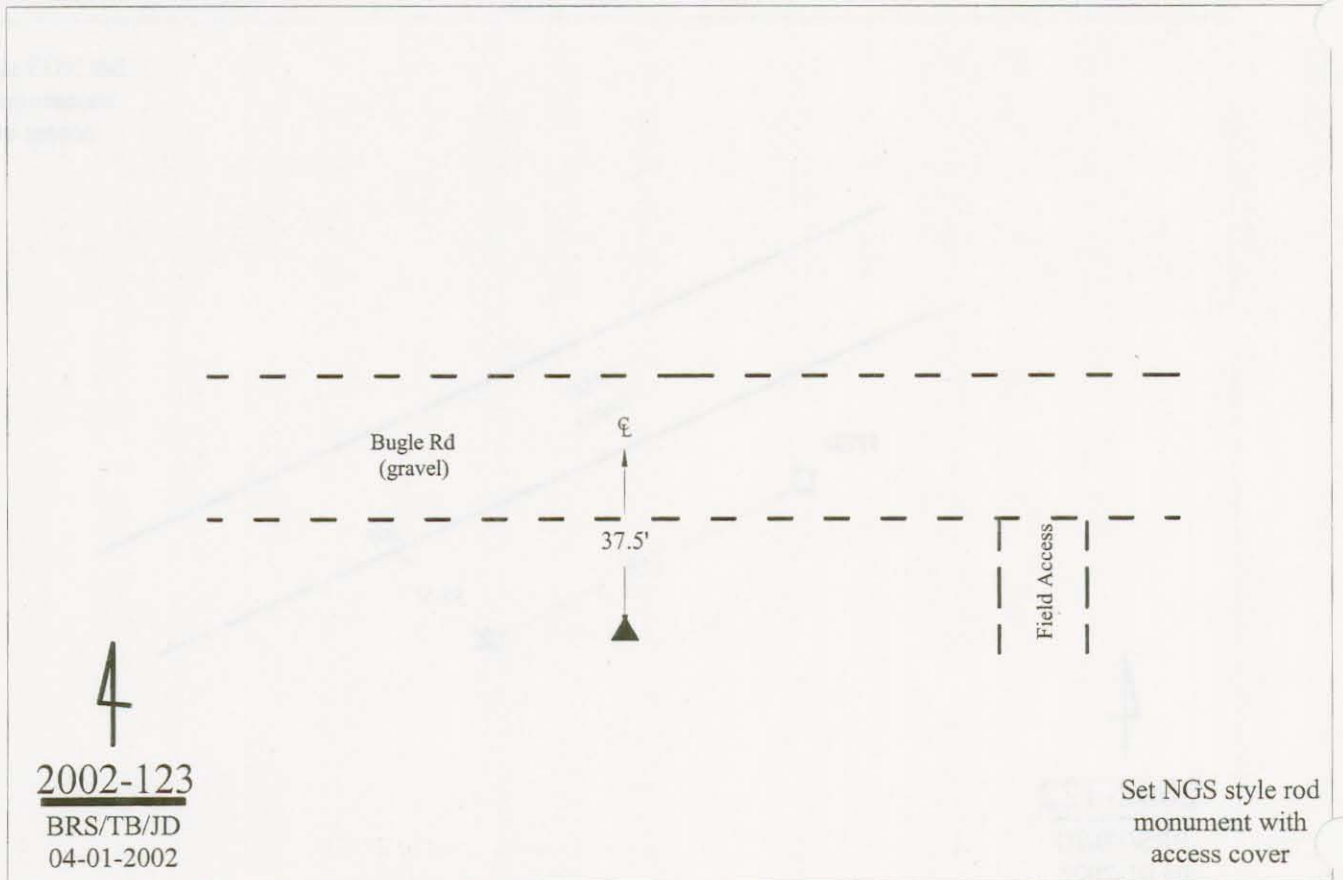 ℄
Bugle Rd
(gravel)
37.5'
Field Access
2002-123
BRS/TB/JD
04-01-2002
Set NGS style rod
monument with
access cover